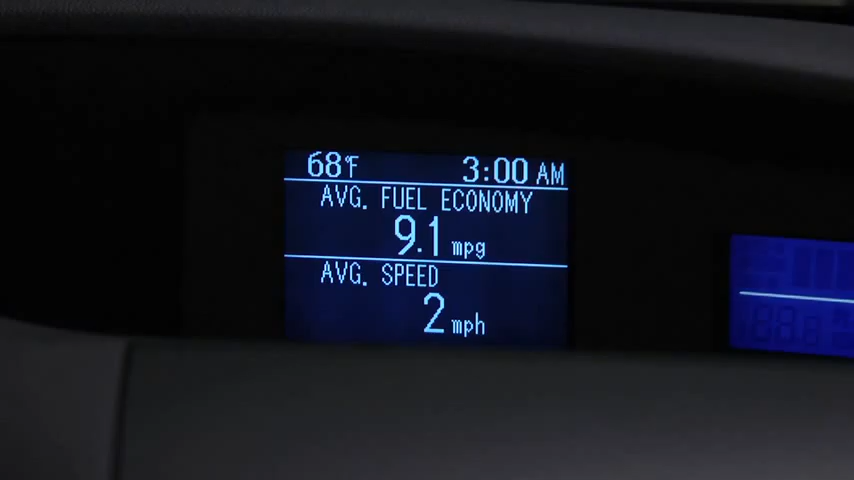 68°F 3:00 AM
AVG. FUEL ECONOMY
9.1 mpg
AVG. SPEED
2 mph